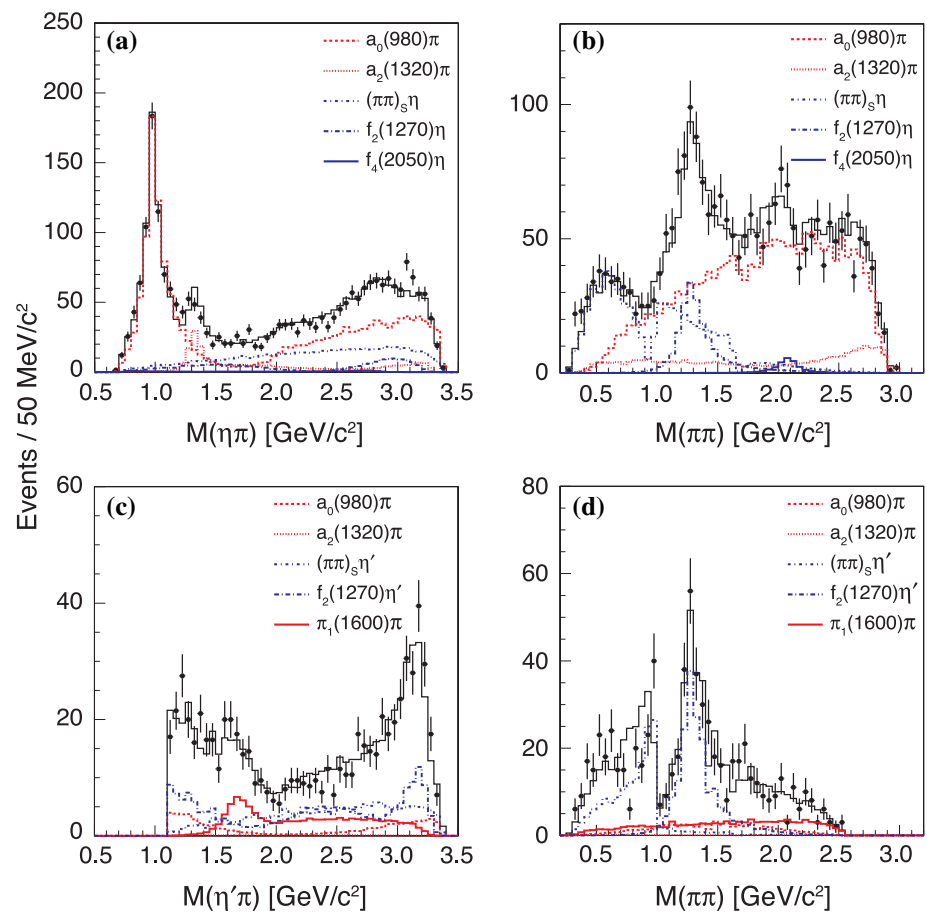 Events / 50 MeV/c²
(a)
a₀(980)π
a₂(1320)π
(ππ)ₛη
f₂(1270)η
f₄(2050)η
250
200
150
100
50
0
0.5 1.0 1.5 2.0 2.5 3.0 3.5
M(ηπ) [GeV/c²]
(b)
a₀(980)π
a₂(1320)π
(ππ)ₛη
f₂(1270)η
f₄(2050)η
100
50
0
0.5 1.0 1.5 2.0 2.5 3.0
M(ππ) [GeV/c²]
(c)
a₀(980)π
a₂(1320)π
(ππ)ₛη′
f₂(1270)η′
π₁(1600)π
60
40
20
0
0.5 1.0 1.5 2.0 2.5 3.0 3.5
M(η′π) [GeV/c²]
(d)
a₀(980)π
a₂(1320)π
(ππ)ₛη′
f₂(1270)η′
π₁(1600)π
80
60
40
20
0
0.5 1.0 1.5 2.0 2.5 3.0
M(ππ) [GeV/c²]